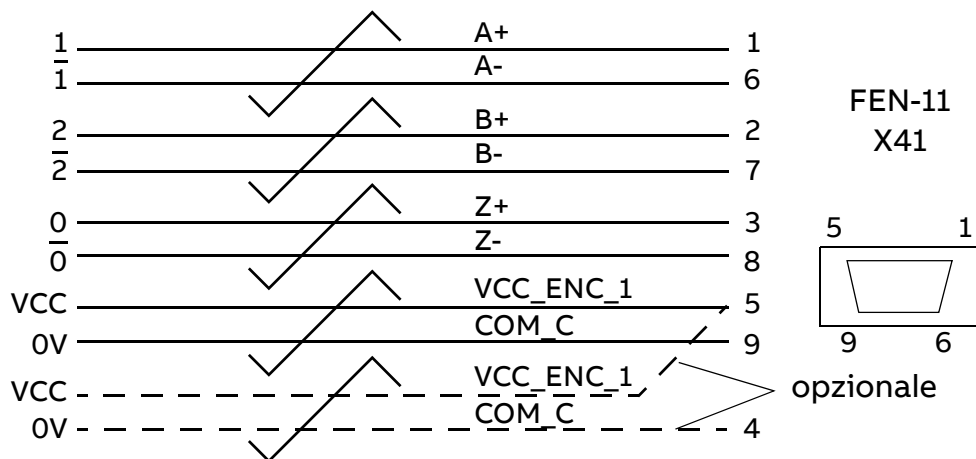 1 A+ 1
1̅ A- 6
2 B+ 2
2̅ B- 7
0 Z+ 3
0̅ Z- 8
VCC VCC_ENC_1 5
0V COM_C 9
VCC VCC_ENC_1
0V COM_C 4
FEN-11
X41
5 1
9 6
opzionale